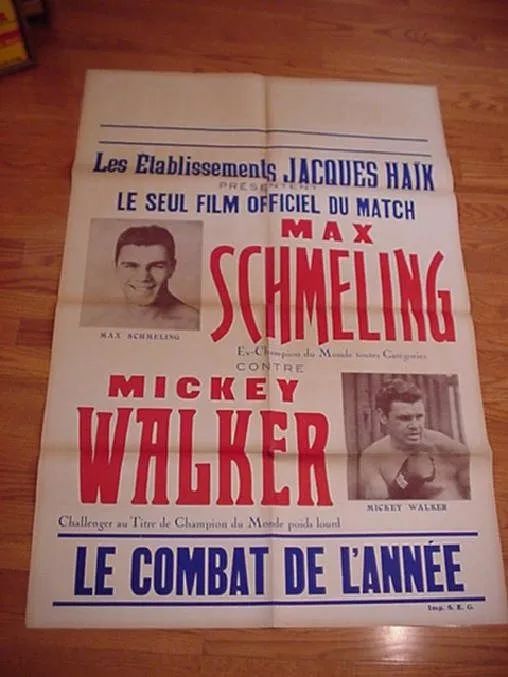 Les Etablissements JACQUES HAÏK
PRÉSENTENT
LE SEUL FILM OFFICIEL DU MATCH
MAX
SCHMELING
MAX SCHMELING
Ex-Champion du Monde toutes Catégories
CONTRE
MICKEY
WALKER
MICKEY WALKER
Challenger au Titre de Champion du Monde poids lourd
LE COMBAT DE L'ANNÉE
Imp. S. E. G.